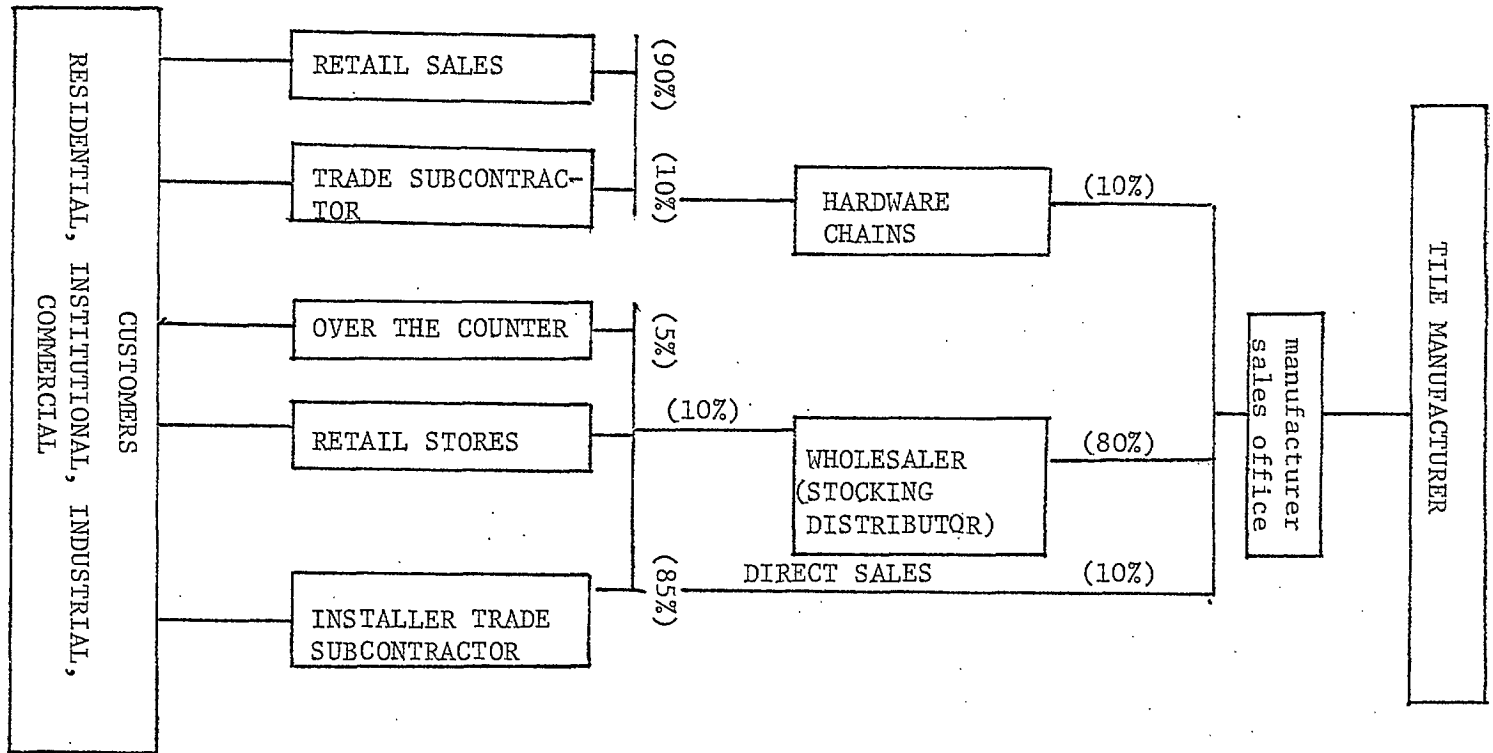 RESIDENTIAL, INSTITUTIONAL, INDUSTRIAL,
COMMERCIAL
CUSTOMERS
RETAIL SALES
(90%)
TRADE SUBCONTRAC-
TOR
(10%)
HARDWARE
CHAINS
(10%)
OVER THE COUNTER
(5%)
RETAIL STORES
(10%)
WHOLESALER
(STOCKING
DISTRIBUTOR)
(80%)
INSTALLER TRADE
SUBCONTRACTOR
(85%)
DIRECT SALES
(10%)
manufacturer
sales office
TILE MANUFACTURER